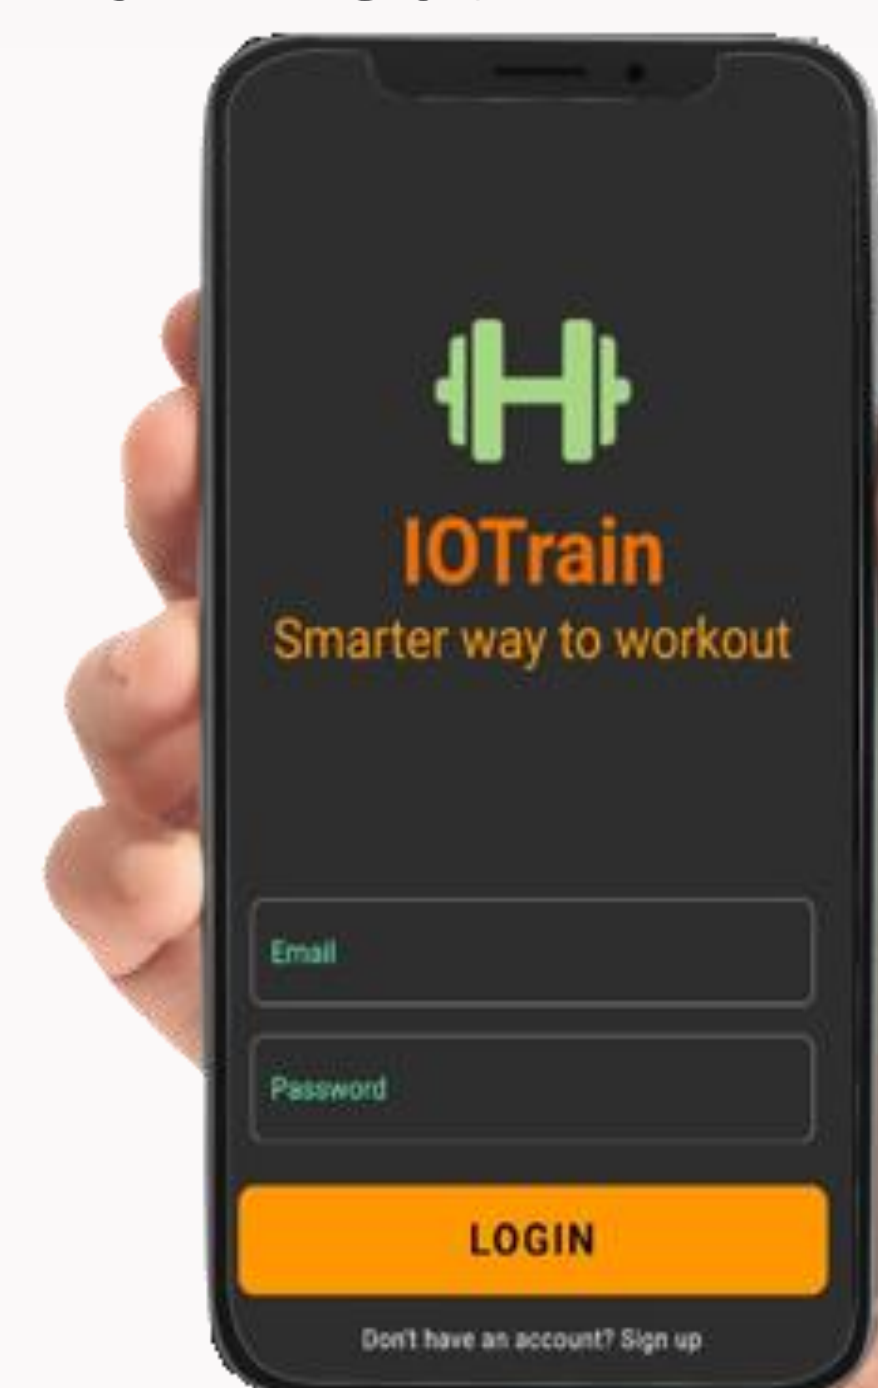 IOTrain
Smarter way to workout
Email
Password
LOGIN
Don't have an account? Sign up